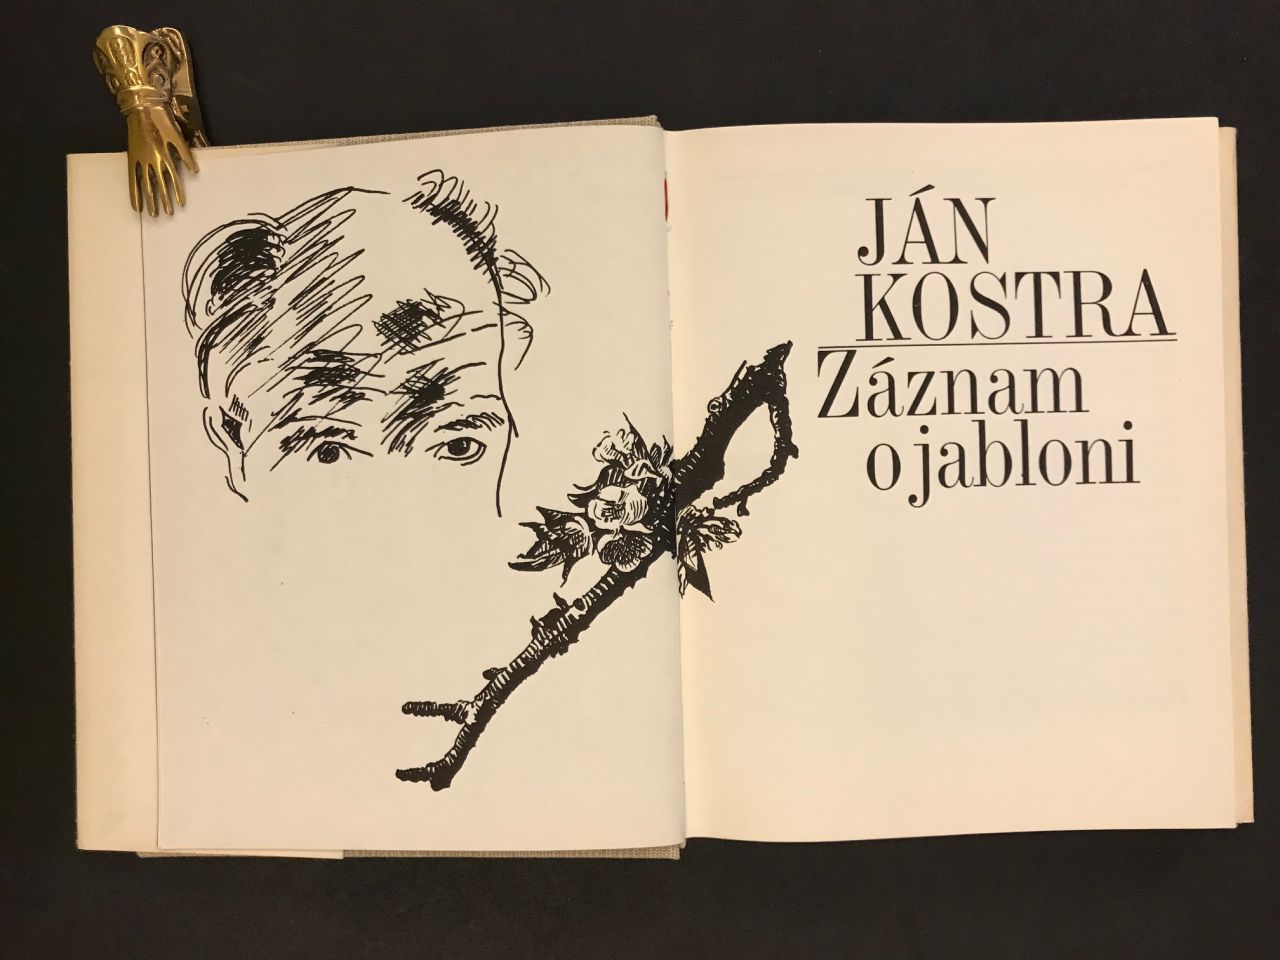 JÁN
KOSTRA
Záznam
o jabloni